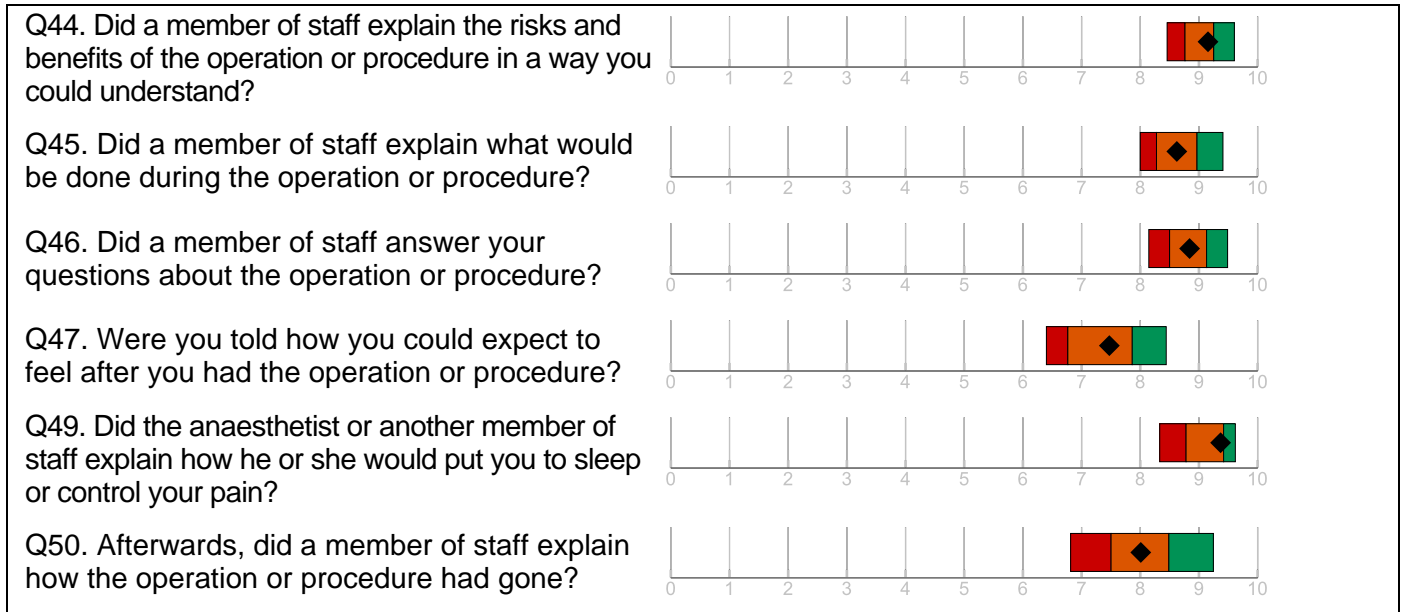 Q44. Did a member of staff explain the risks and
benefits of the operation or procedure in a way you
could understand?
0 1 2 3 4 5 6 7 8 9 10
Q45. Did a member of staff explain what would
be done during the operation or procedure?
0 1 2 3 4 5 6 7 8 9 10
Q46. Did a member of staff answer your
questions about the operation or procedure?
0 1 2 3 4 5 6 7 8 9 10
Q47. Were you told how you could expect to
feel after you had the operation or procedure?
0 1 2 3 4 5 6 7 8 9 10
Q49. Did the anaesthetist or another member of
staff explain how he or she would put you to sleep
or control your pain?
0 1 2 3 4 5 6 7 8 9 10
Q50. Afterwards, did a member of staff explain
how the operation or procedure had gone?
0 1 2 3 4 5 6 7 8 9 10